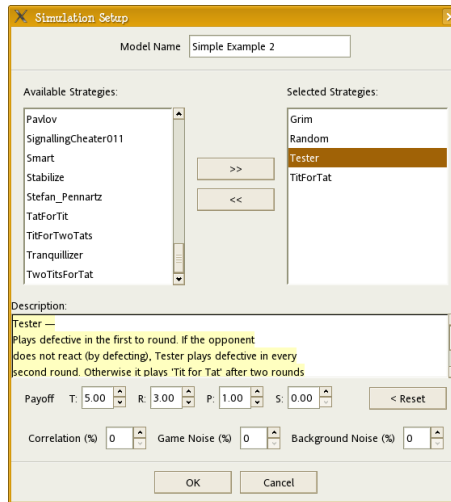 Simulation Setup
Model Name Simple Example 2
Available Strategies:
Pavlov
SignallingCheater011
Smart
Stabilize
Stefan_Pennartz
TatForTit
TitForTwoTats
Tranquillizer
TwoTitsForTat
>>
<<
Selected Strategies:
Grim
Random
Tester
TitForTat
Description:
Tester —
Plays defective in the first to round. If the opponent
does not react (by defecting), Tester plays defective in every
second round. Otherwise it plays 'Tit for Tat' after two rounds
Payoff T: 5.00 R: 3.00 P: 1.00 S: 0.00 < Reset
Correlation (%) 0 Game Noise (%) 0 Background Noise (%) 0
OK Cancel